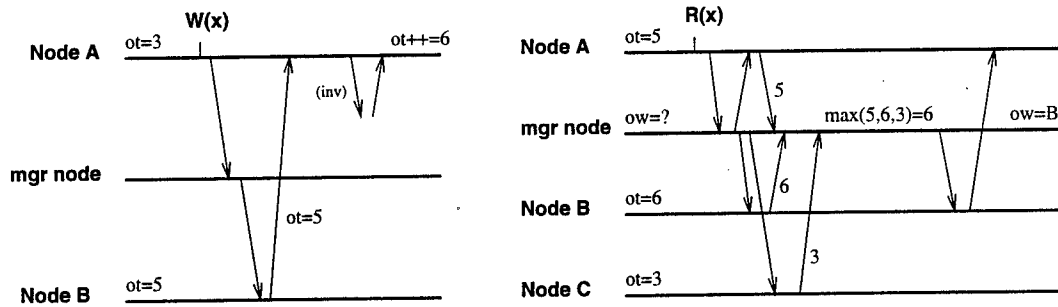 W(x)
Node A ot=3 ot++=6
(inv)
mgr node
ot=5
ot=5
Node B
R(x)
Node A ot=5
5
mgr node ow=? max(5,6,3)=6 ow=B
6
Node B ot=6
3
Node C ot=3